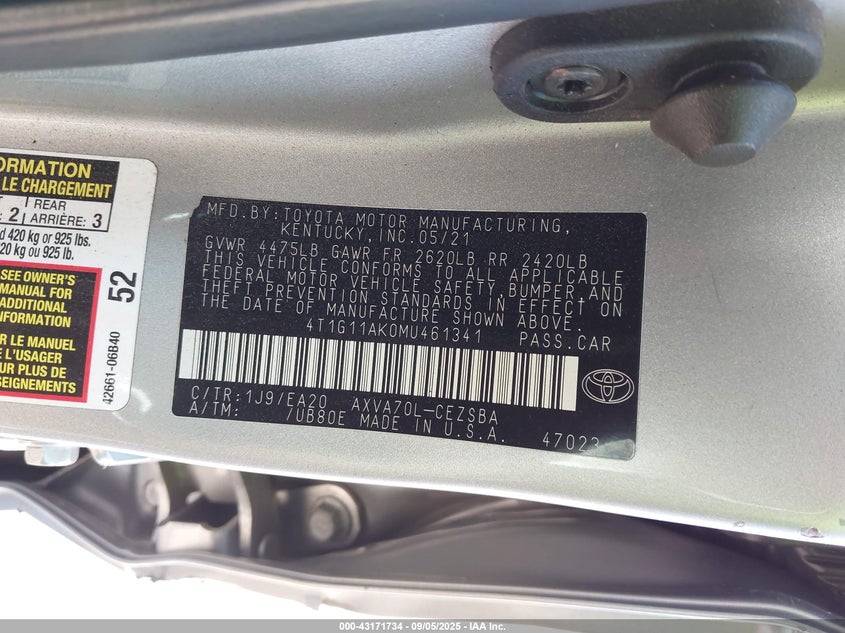 ORMATION
LE CHARGEMENT
REAR
2 ARRIÈRE: 3
d 420 kg or 925 lbs.
20 kg ou 920 lb.
SEE OWNER'S
MANUAL FOR
ADDITIONAL
INFORMATION
R LE MANUEL
L'USAGER
PLUS
SEIGNEMENTS
52
42661-06B40
MFD. BY: TOYOTA MOTOR MANUFACTURING,
KENTUCKY, INC. 05/21
GVWR 4475LB GAWR FR 2620LB RR 2420LB
THIS VEHICLE CONFORMS TO ALL APPLICABLE
FEDERAL MOTOR VEHICLE SAFETY, BUMPER, AND
THEFT PREVENTION STANDARDS IN EFFECT ON
THE DATE OF MANUFACTURE SHOWN ABOVE.
4T1G11AK0MU461341 PASS. CAR
C/TR: 1J9/EA20 AXVA70L-CEZSBA
A/TM: /UB80E MADE IN U.S.A. 47023
000-43171734 - 09/05/2025 - IAA Inc.